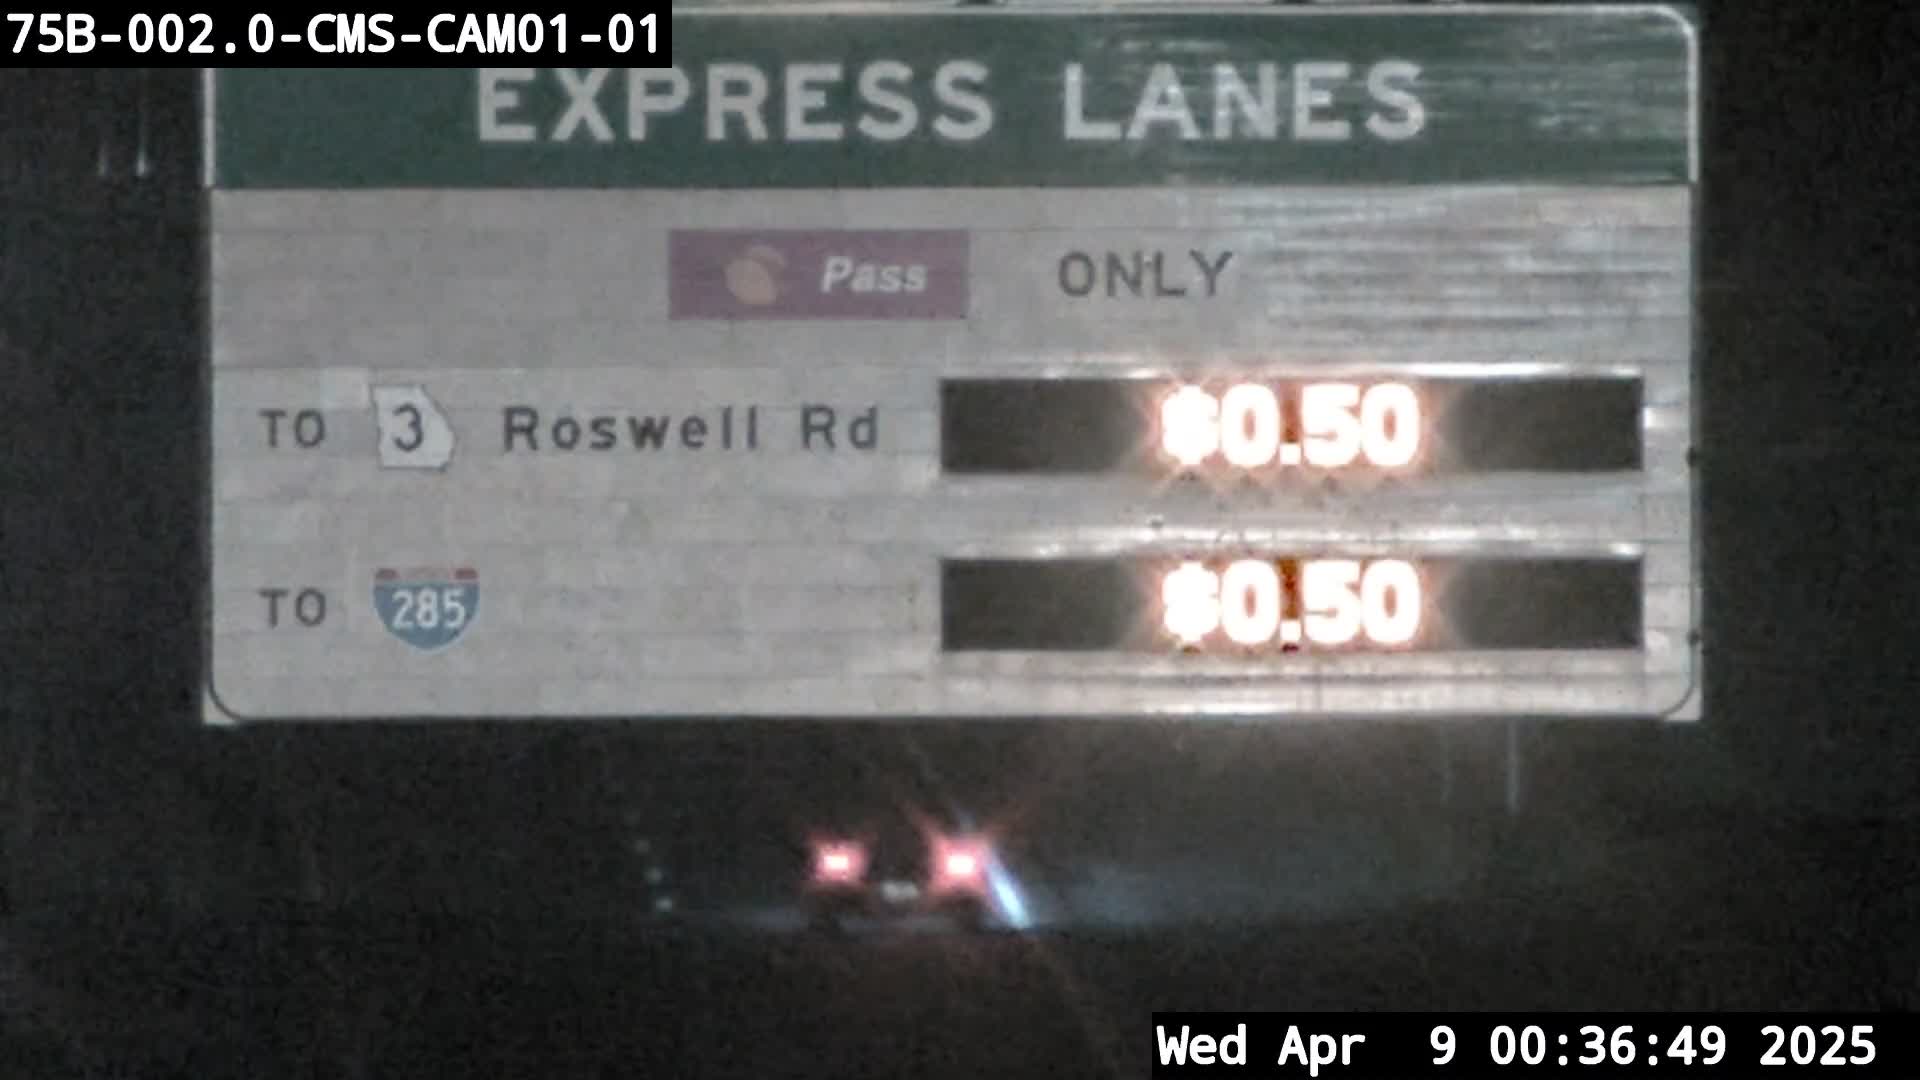 75B-002.0-CMS-CAM01-01
EXPRESS LANES
Pass ONLY
TO 3 Roswell Rd $0.50
TO 285 $0.50
Wed Apr 9 00:36:49 2025